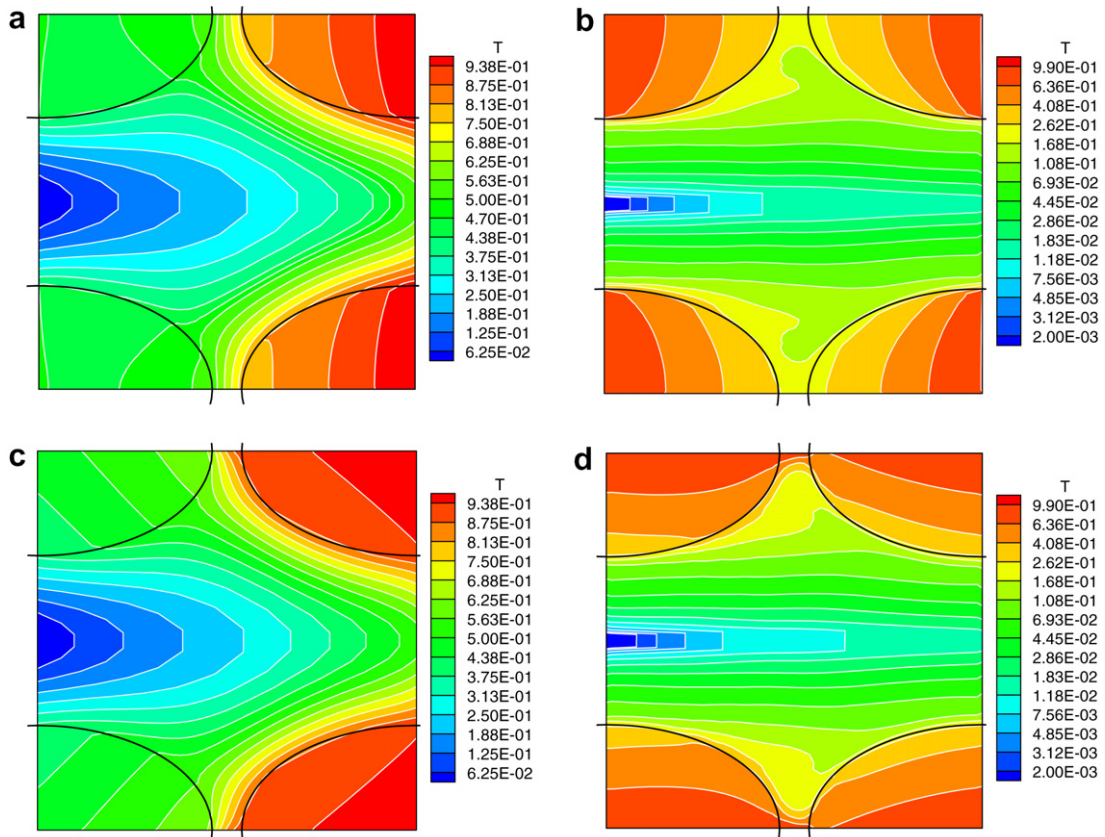 a
T
9.38E-01
8.75E-01
8.13E-01
7.50E-01
6.88E-01
6.25E-01
5.63E-01
5.00E-01
4.70E-01
4.38E-01
3.75E-01
3.13E-01
2.50E-01
1.88E-01
1.25E-01
6.25E-02
b
T
9.90E-01
6.36E-01
4.08E-01
2.62E-01
1.68E-01
1.08E-01
6.93E-02
4.45E-02
2.86E-02
1.83E-02
1.18E-02
7.56E-03
4.85E-03
3.12E-03
2.00E-03
c
T
9.38E-01
8.75E-01
8.13E-01
7.50E-01
6.88E-01
6.25E-01
5.63E-01
5.00E-01
4.38E-01
3.75E-01
3.13E-01
2.50E-01
1.88E-01
1.25E-01
6.25E-02
d
T
9.90E-01
6.36E-01
4.08E-01
2.62E-01
1.68E-01
1.08E-01
6.93E-02
4.45E-02
2.86E-02
1.83E-02
1.18E-02
7.56E-03
4.85E-03
3.12E-03
2.00E-03